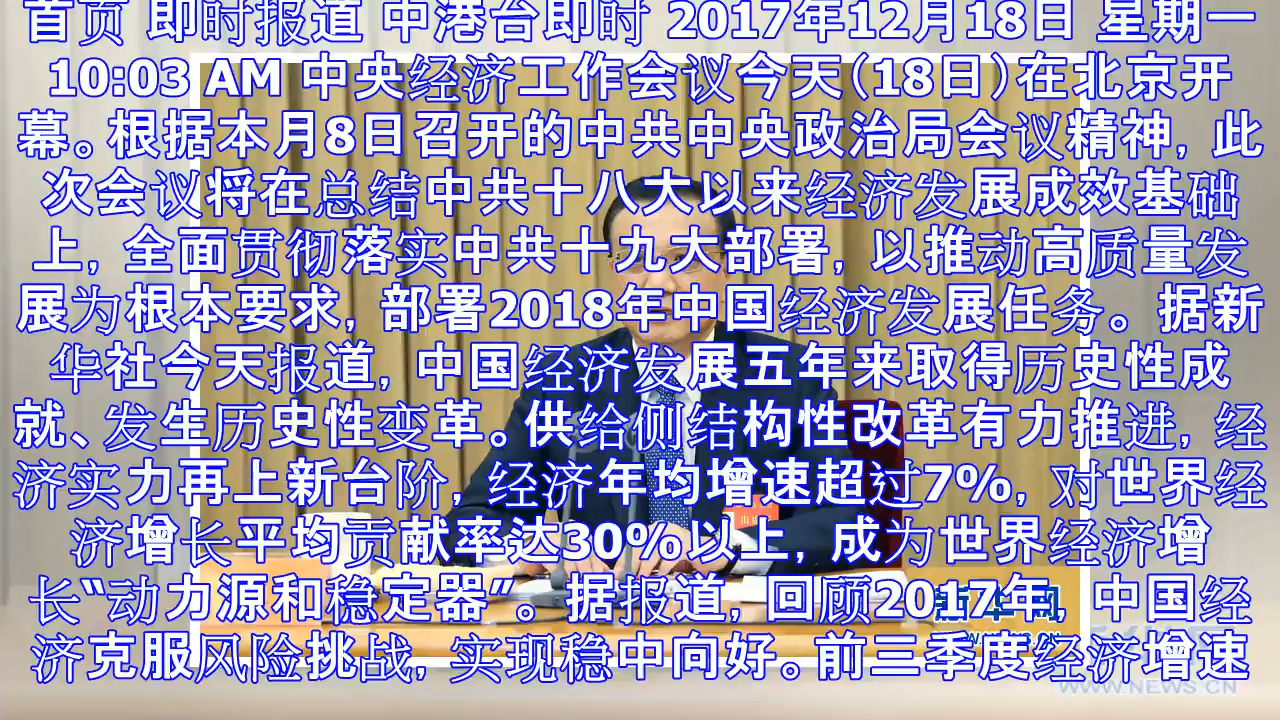 首页 即时报道 中港台即时 2017年12月18日 星期一
10:03 AM 中央经济工作会议今天(18日)在北京开
幕。根据本月8日召开的中共中央政治局会议精神, 此
次会议将在总结中共十八大以来经济发展成效基础
上, 全面贯彻落实中共十九大部署, 以推动高质量发
展为根本要求, 部署2018年中国经济发展任务。据新
华社今天报道, 中国经济发展五年来取得历史性成
就、发生历史性变革。供给侧结构性改革有力推进, 经
济实力再上新台阶, 经济年均增速超过7%, 对世界经
济增长平均贡献率达30%以上, 成为世界经济增
长“动力源和稳定器”。据报道, 回顾2017年, 中国经
济克服风险挑战, 实现稳中向好。前三季度经济增速
新华网
WWW.NEWS.CN